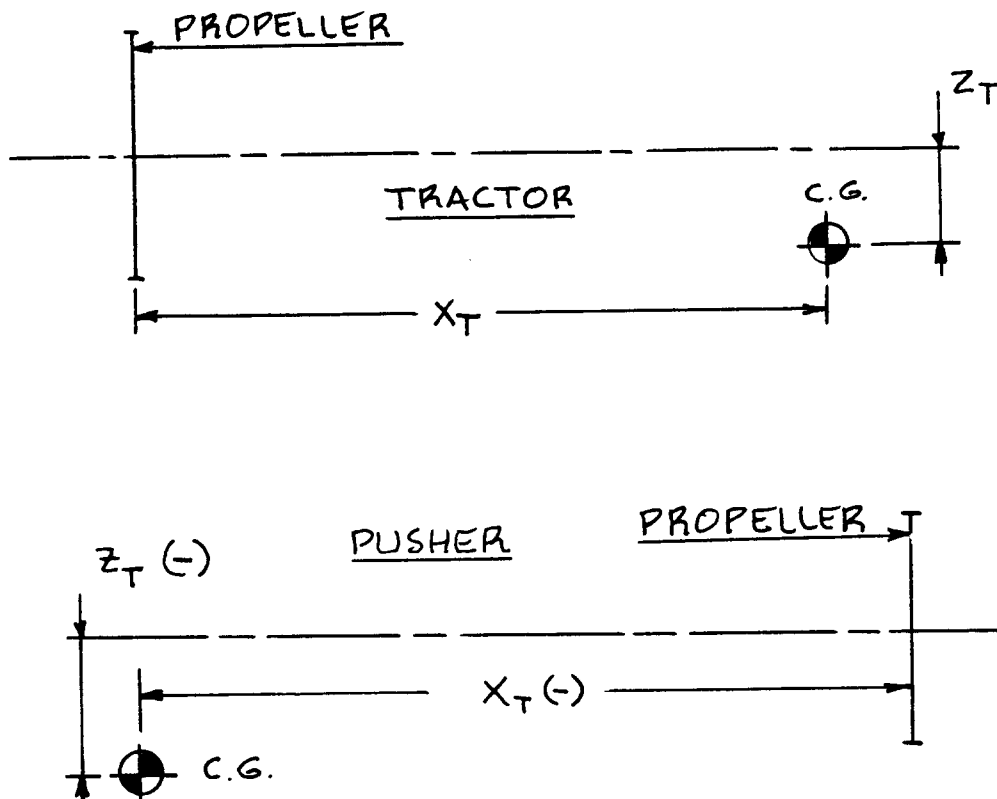 PROPELLER
Z_T
TRACTOR
C.G.
X_T
PUSHER
PROPELLER
Z_T (-)
X_T (-)
C.G.